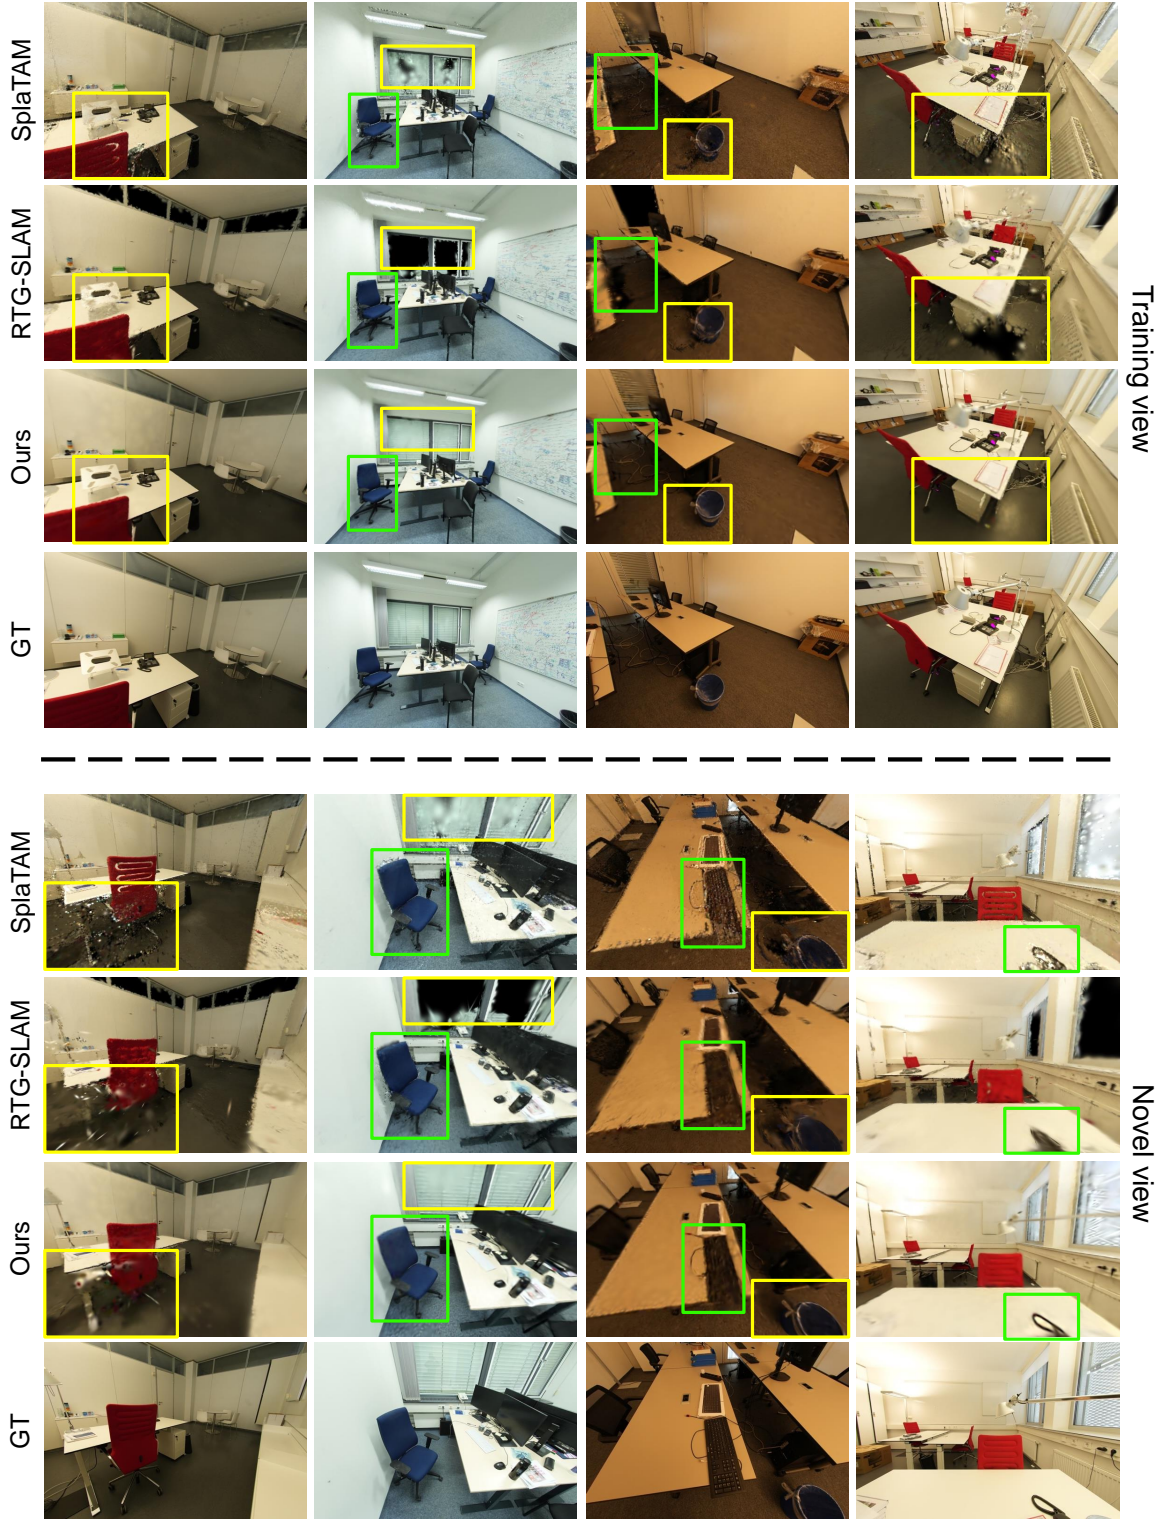 SplaTAM
RTG-SLAM
Ours
GT
Training view
SplaTAM
RTG-SLAM
Ours
GT
Novel view